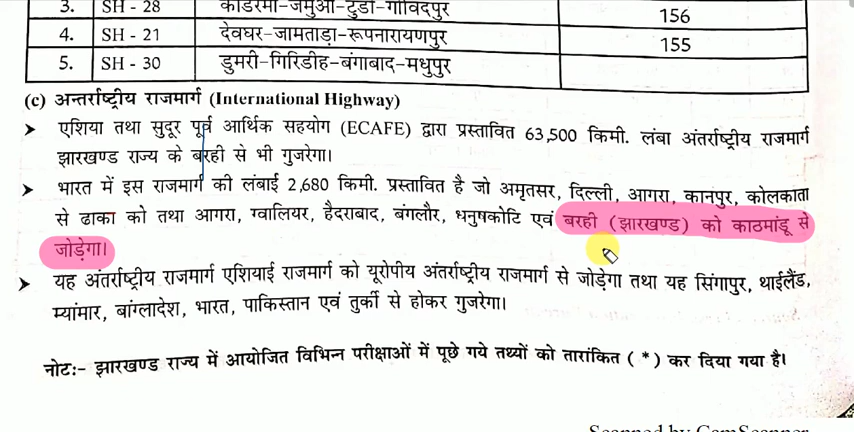 3. SH - 28 कोडरमा-जमुआ-टुंडी-गोविंदपुर 156
4. SH - 21 देवघर-जामताड़ा-रूपनारायणपुर 155
5. SH - 30 डुमरी-गिरिडीह-बंगाबाद-मधुपुर
(c) अन्तर्राष्ट्रीय राजमार्ग (International Highway)
➤ एशिया तथा सुदूर पूर्व आर्थिक सहयोग (ECAFE) द्वारा प्रस्तावित 63,500 किमी. लंबा अंतर्राष्ट्रीय राजमार्ग
झारखण्ड राज्य के बरही से भी गुजरेगा।
➤ भारत में इस राजमार्ग की लंबाई 2,680 किमी. प्रस्तावित है जो अमृतसर, दिल्ली, आगरा, कानपुर, कोलकाता
से ढाका को तथा आगरा, ग्वालियर, हैदराबाद, बंगलौर, धनुषकोटि एवं बरही (झारखण्ड) को काठमांडू से
जोड़ेगा।
➤ यह अंतर्राष्ट्रीय राजमार्ग एशियाई राजमार्ग को यूरोपीय अंतर्राष्ट्रीय राजमार्ग से जोड़ेगा तथा यह सिंगापुर, थाईलैंड,
म्यांमार, बांग्लादेश, भारत, पाकिस्तान एवं तुर्की से होकर गुजरेगा।
नोटः- झारखण्ड राज्य में आयोजित विभिन्न परीक्षाओं में पूछे गये तथ्यों को तारांकित ( * ) कर दिया गया है।
Scanned by CamScanner